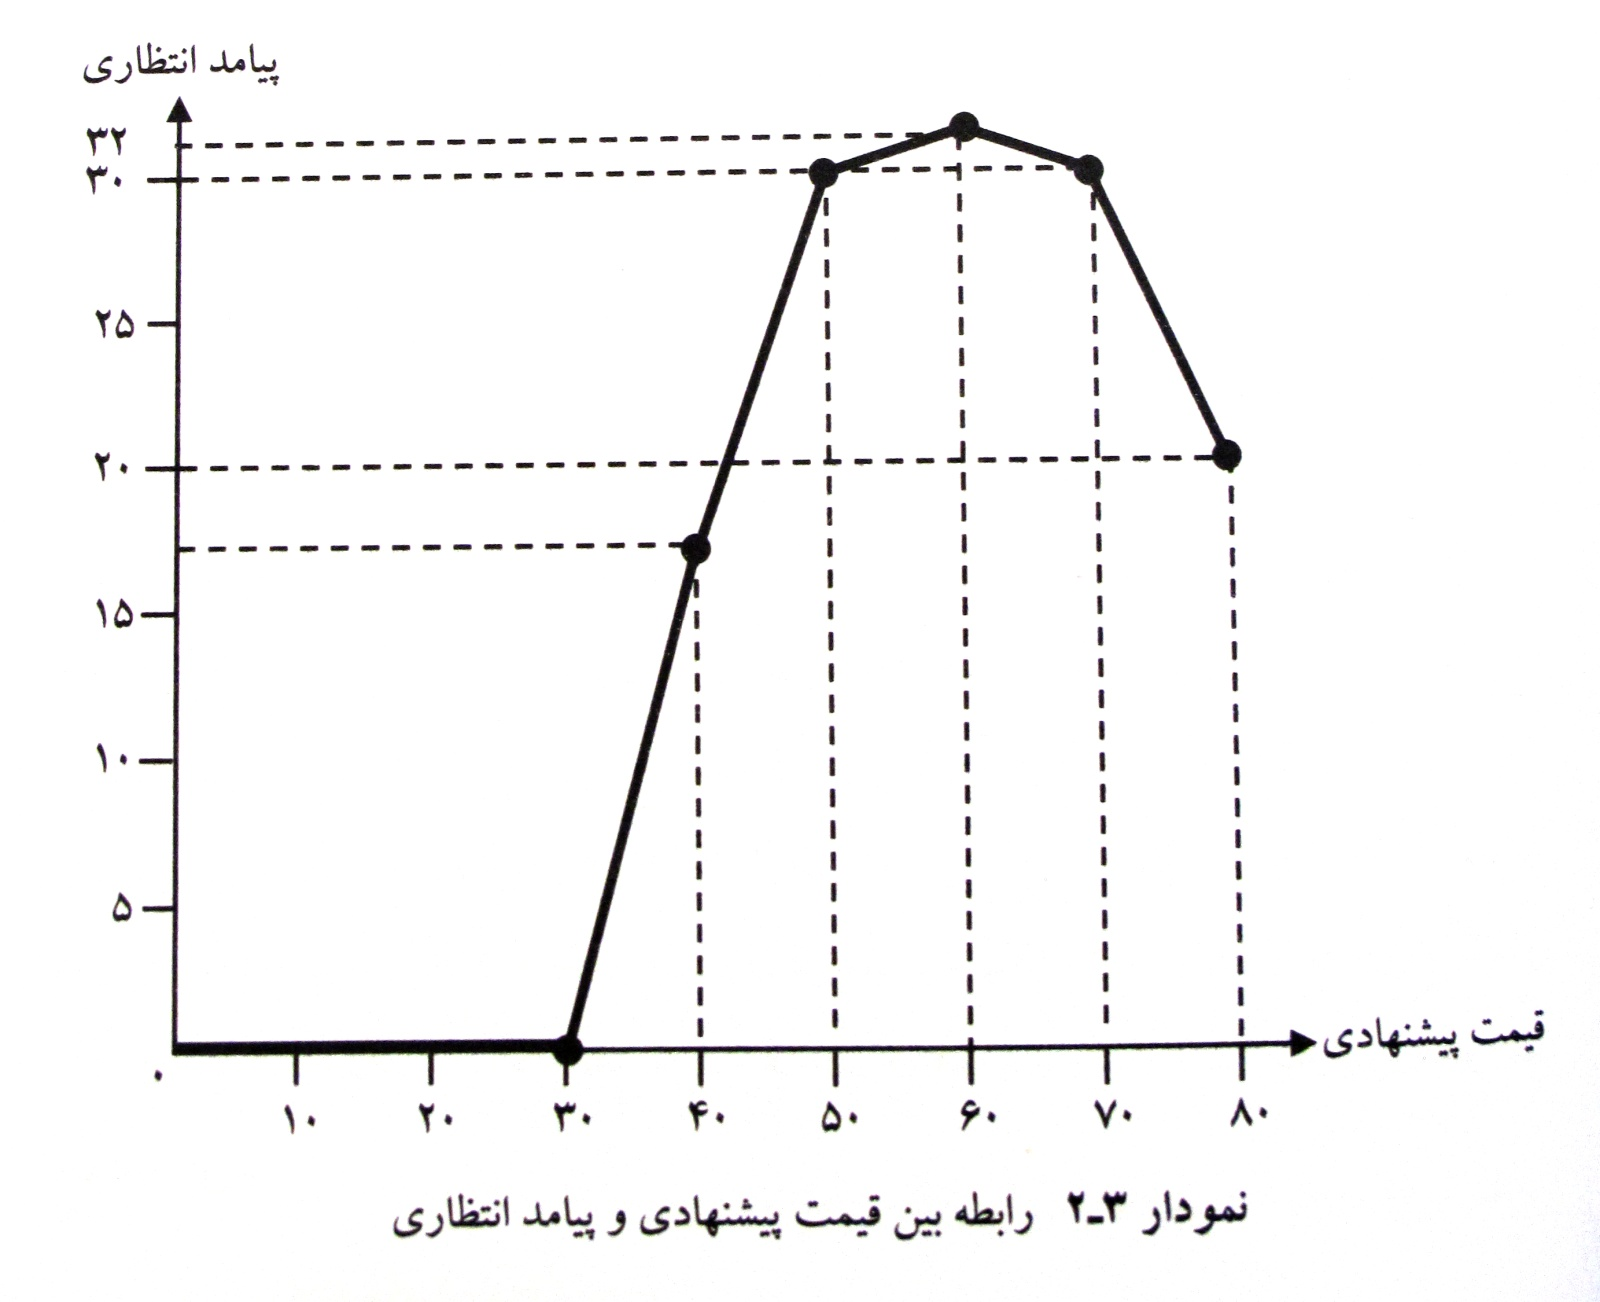 پیامد انتظاری
۳۲
۳۰
۲۵
۲۰
۱۵
۱۰
۵
۰
۱۰ ۲۰ ۳۰ ۴۰ ۵۰ ۶۰ ۷۰ ۸۰
قیمت پیشنهادی
نمودار ۳ـ۲ رابطه بین قیمت پیشنهادی و پیامد انتظاری